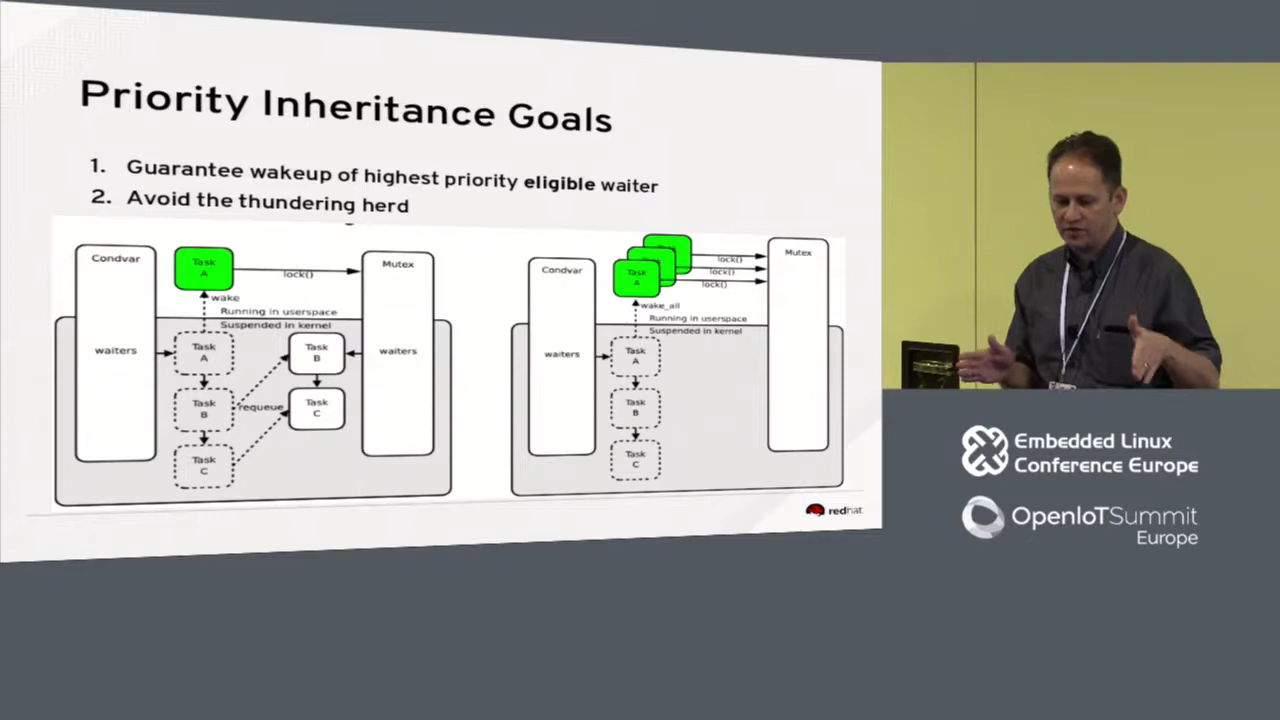 Priority Inheritance Goals
1. Guarantee wakeup of highest priority eligible waiter
2. Avoid the thundering herd
Condvar
Task A
lock()
Mutex
wake
Running in userspace
Suspended in kernel
waiters
Task A
Task B
waiters
Task B
requeue
Task C
Task C
Condvar
Task A
lock()
lock()
lock()
Mutex
wake_all
Running in userspace
Suspended in kernel
waiters
Task A
Task B
Task C
redhat
Embedded Linux
Conference Europe
OpenIoTSummit
Europe